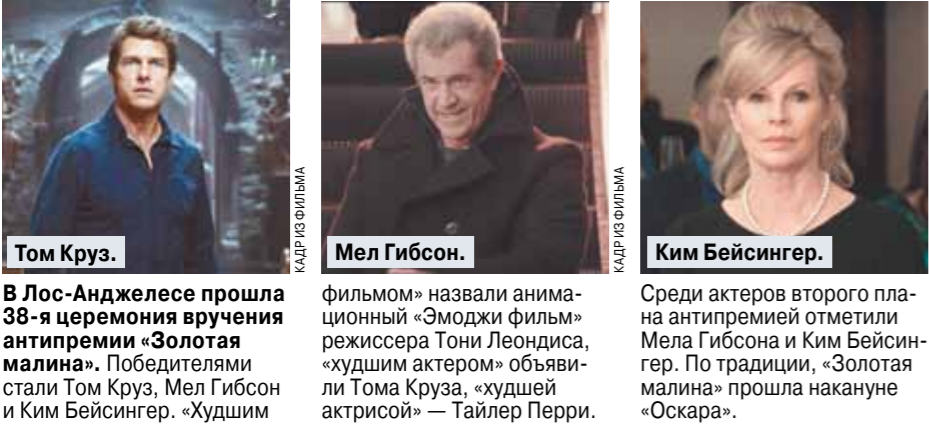 Том Круз.
КАДР ИЗ ФИЛЬМА
Мел Гибсон.
КАДР ИЗ ФИЛЬМА
Ким Бейсингер.
В Лос-Анджелесе прошла
38-я церемония вручения
антипремии «Золотая
малина». Победителями
стали Том Круз, Мел Гибсон
и Ким Бейсингер. «Худшим
фильмом» назвали анима-
ционный «Эмоджи фильм»
режиссера Тони Леондиса,
«худшим актером» объяви-
ли Тома Круза, «худшей
актрисой» — Тайлер Перри.
Среди актеров второго пла-
на антипремией отметили
Мела Гибсона и Ким Бейсин-
гер. По традиции, «Золотая
малина» прошла накануне
«Оскара».